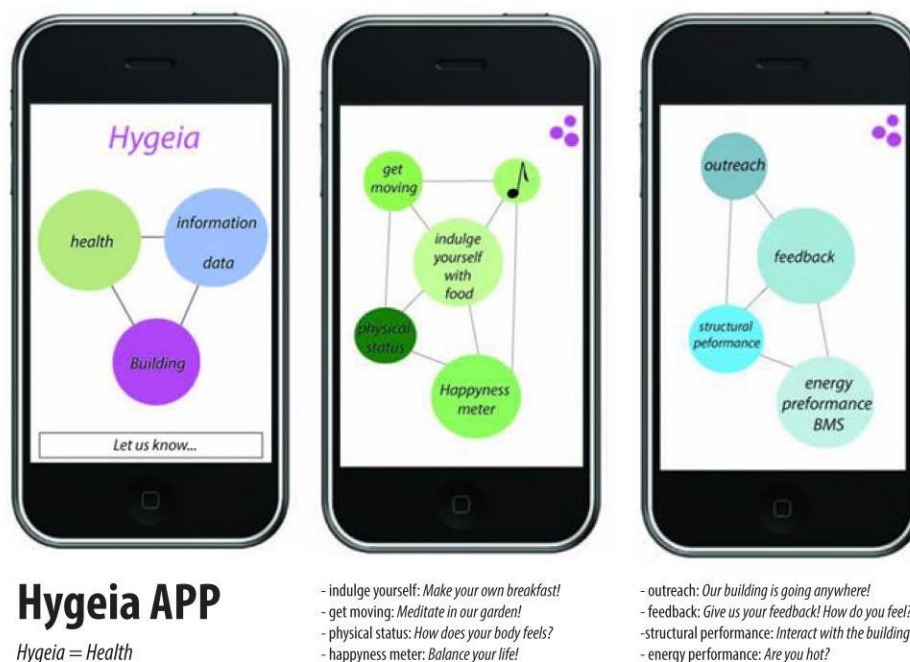 Hygeia
health
information
data
Building
Let us know...
get
moving
indulge
yourself
with
food
physical
status
Happyness
meter
outreach
feedback
structural
peformance
energy
preformance
BMS
Hygeia APP
Hygeia = Health
- indulge yourself: Make your own breakfast!
- get moving: Meditate in our garden!
- physical status: How does your body feels?
- happyness meter: Balance your life!
- outreach: Our building is going anywhere!
- feedback: Give us your feedback! How do you feel?
-structural performance: Interact with the building
- energy performance: Are you hot?